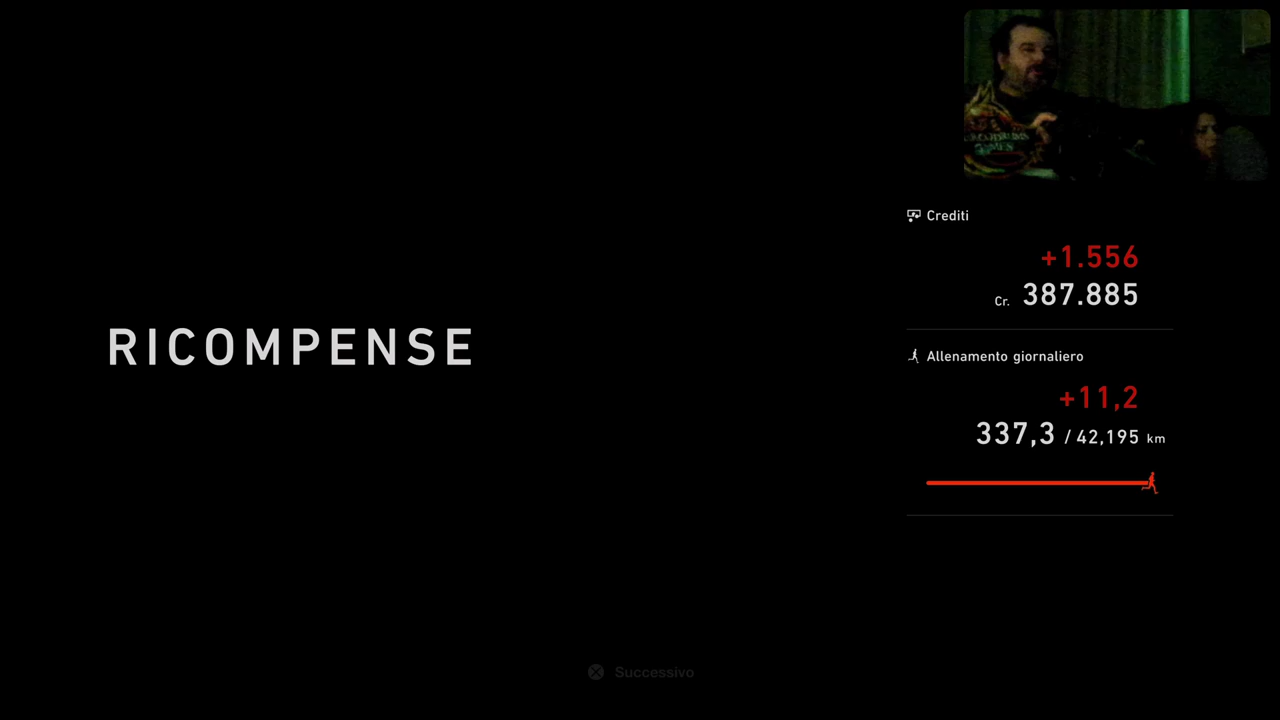 Crediti
+1.556
Cr. 387.885
RICOMPENSE
Allenamento giornaliero
+11,2
337,3 / 42,195 km
Successivo